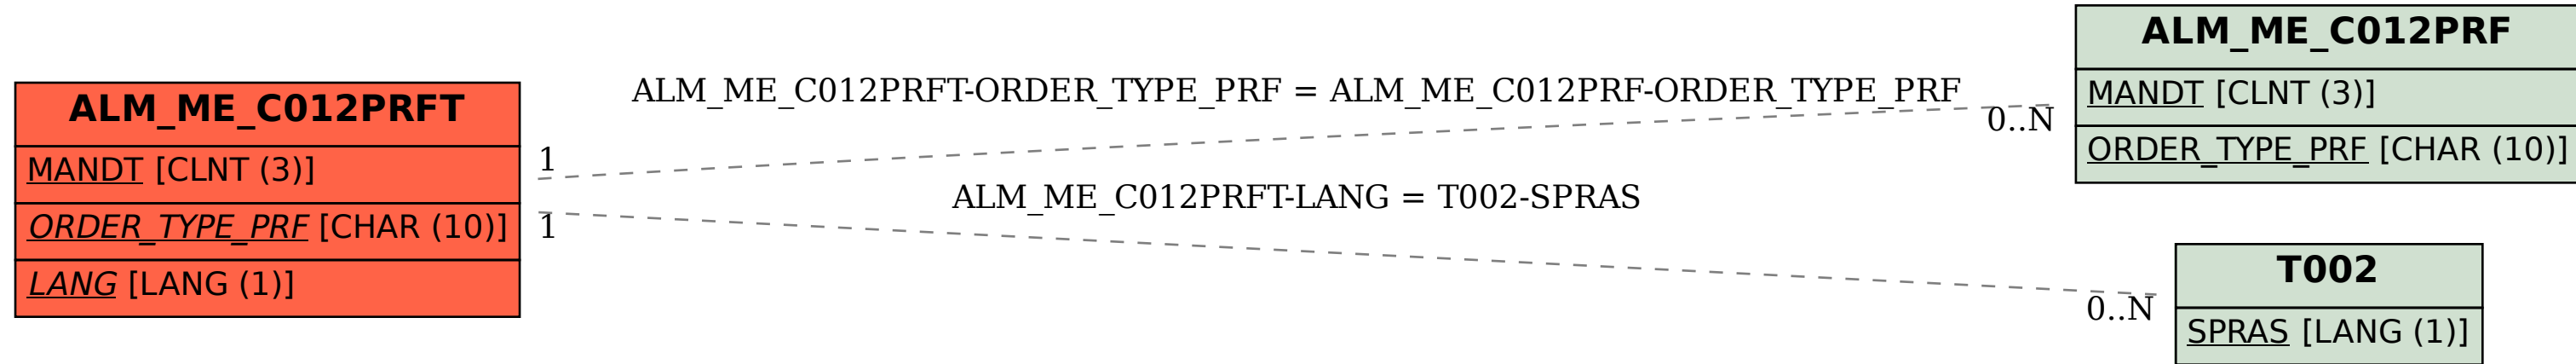 ALM_ME_C012PRFT
MANDT [CLNT (3)]
ORDER_TYPE_PRF [CHAR (10)]
LANG [LANG (1)]
ALM_ME_C012PRFT-ORDER_TYPE_PRF = ALM_ME_C012PRF-ORDER_TYPE_PRF
1
0..N
ALM_ME_C012PRFT-LANG = T002-SPRAS
1
0..N
ALM_ME_C012PRF
MANDT [CLNT (3)]
ORDER_TYPE_PRF [CHAR (10)]
T002
SPRAS [LANG (1)]